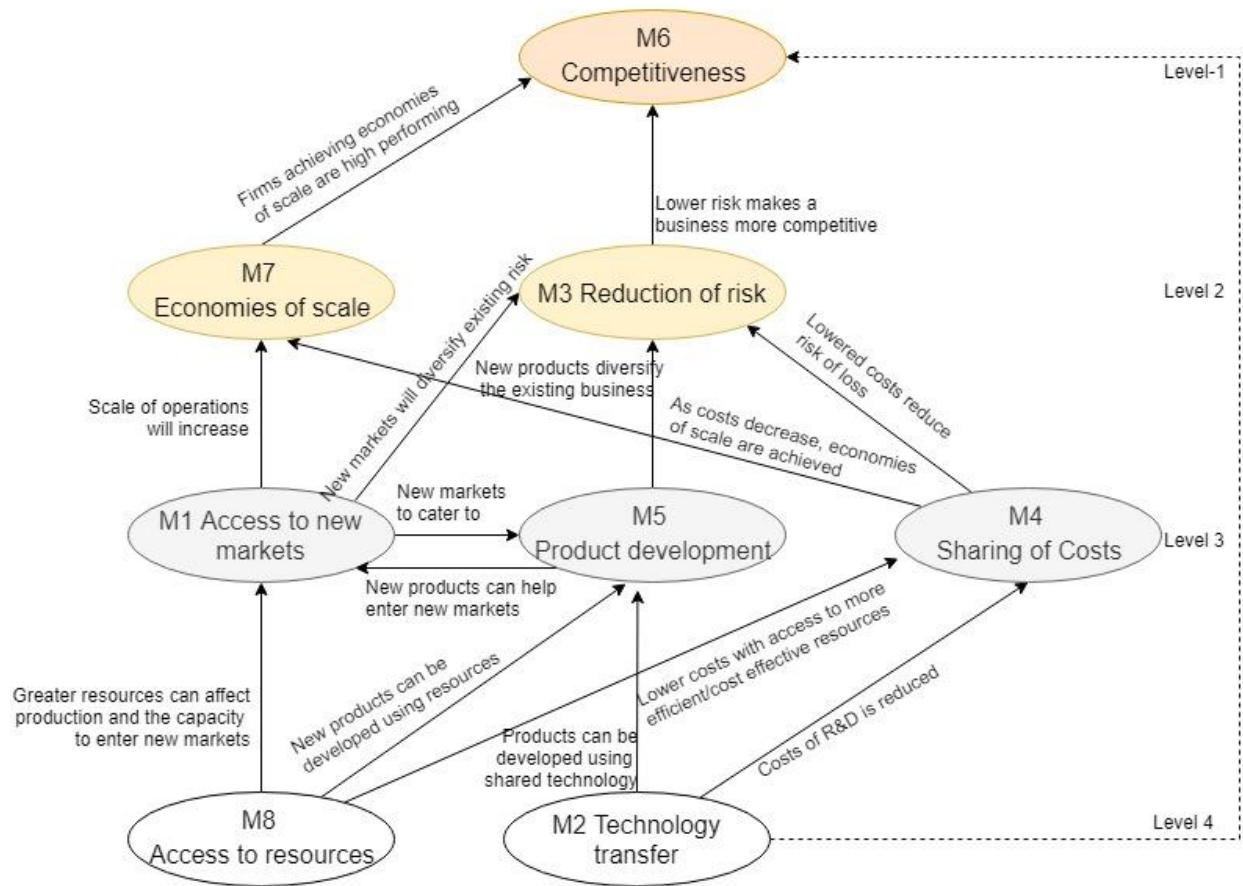 M6
Competitiveness
Level-1
Firms achieving economies
of scale are high performing
Lower risk makes a
business more competitive
M7
Economies of scale
M3 Reduction of risk
Level 2
New markets will diversify existing risk
New products diversify
the existing business
Lowered costs reduce
risk of loss
Scale of operations
will increase
As costs decrease, economies
of scale are achieved
M1 Access to new
markets
New markets
to cater to
M5
Product development
M4
Sharing of Costs
Level 3
New products can help
enter new markets
Greater resources can affect
production and the capacity
to enter new markets
New products can be
developed using resources
Lower costs with access to more
efficient/cost effective resources
Products can be
developed using
shared technology
Costs of R&D is reduced
M8
Access to resources
M2 Technology
transfer
Level 4